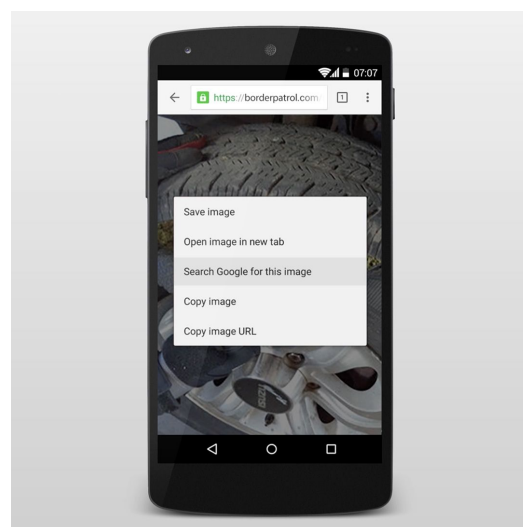 07:07
https://borderpatrol.com
1
Save image
Open image in new tab
Search Google for this image
Copy image
Copy image URL